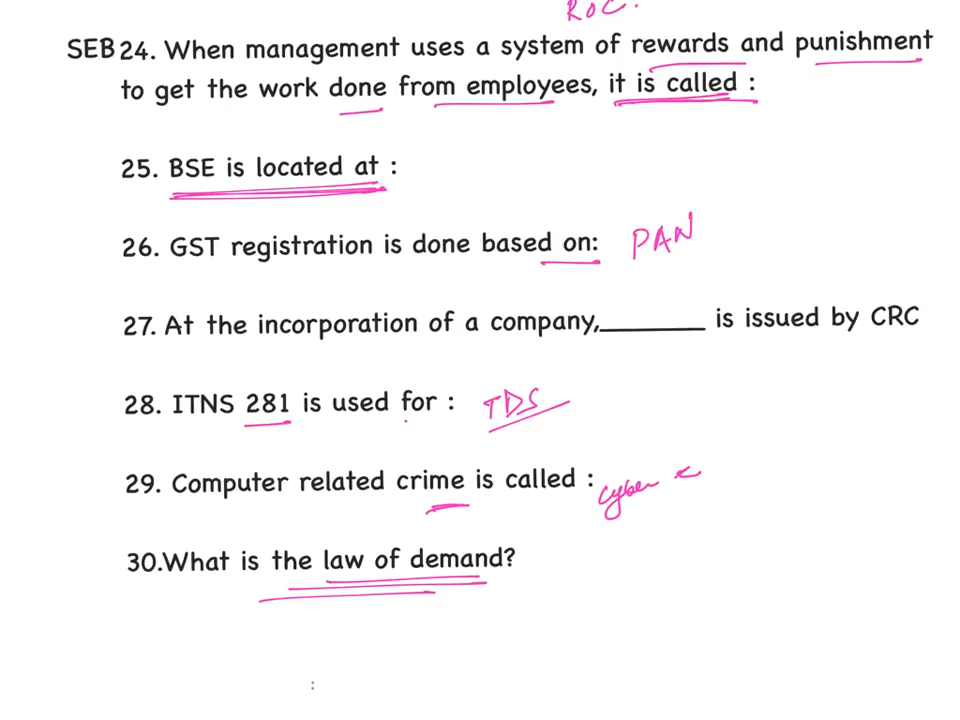 ROC.
SEB24. When management uses a system of rewards and punishment
to get the work done from employees, it is called :
25. BSE is located at :
26. GST registration is done based on: PAN
27. At the incorporation of a company,________ is issued by CRC
28. ITNS 281 is used for : TDS
29. Computer related crime is called : cyber c
30.What is the law of demand?